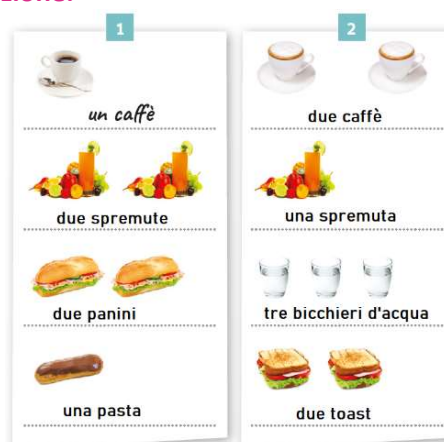 1
un caffè
due spremute
due panini
una pasta
2
due caffè
una spremuta
tre bicchieri d'acqua
due toast